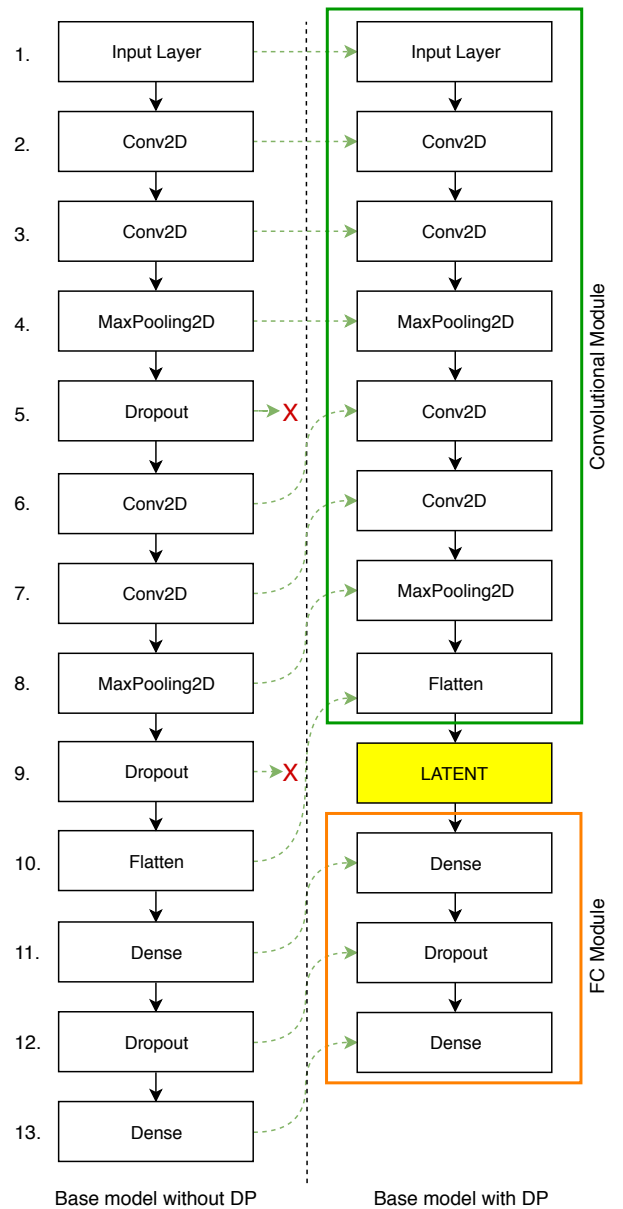 1.
Input Layer
Input Layer
2.
Conv2D
Conv2D
3.
Conv2D
Conv2D
4.
MaxPooling2D
MaxPooling2D
5.
Dropout
X
Conv2D
6.
Conv2D
Conv2D
7.
Conv2D
MaxPooling2D
8.
MaxPooling2D
Flatten
9.
Dropout
X
LATENT
10.
Flatten
Dense
11.
Dense
Dropout
12.
Dropout
Dense
13.
Dense
Convolutional Module
FC Module
Base model without DP
Base model with DP